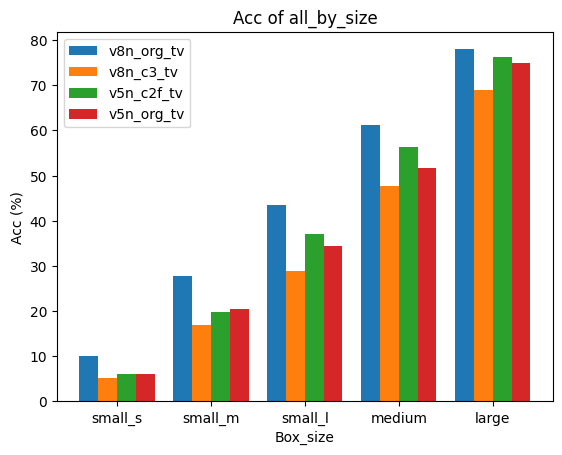 Acc of all_by_size
v8n_org_tv
v8n_c3_tv
v5n_c2f_tv
v5n_org_tv
Acc (%)
80
70
60
50
40
30
20
10
0
small_s small_m small_l medium large
Box_size